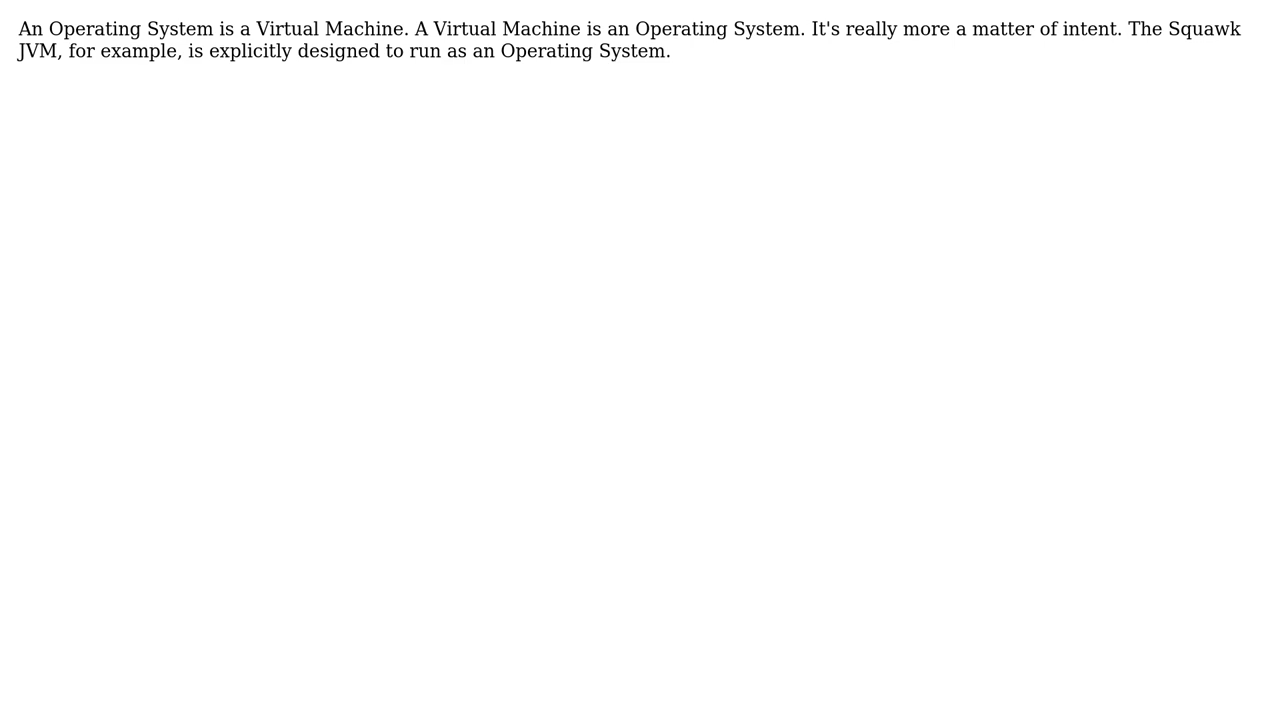 An Operating System is a Virtual Machine. A Virtual Machine is an Operating System. It's really more a matter of intent. The Squawk
JVM, for example, is explicitly designed to run as an Operating System.